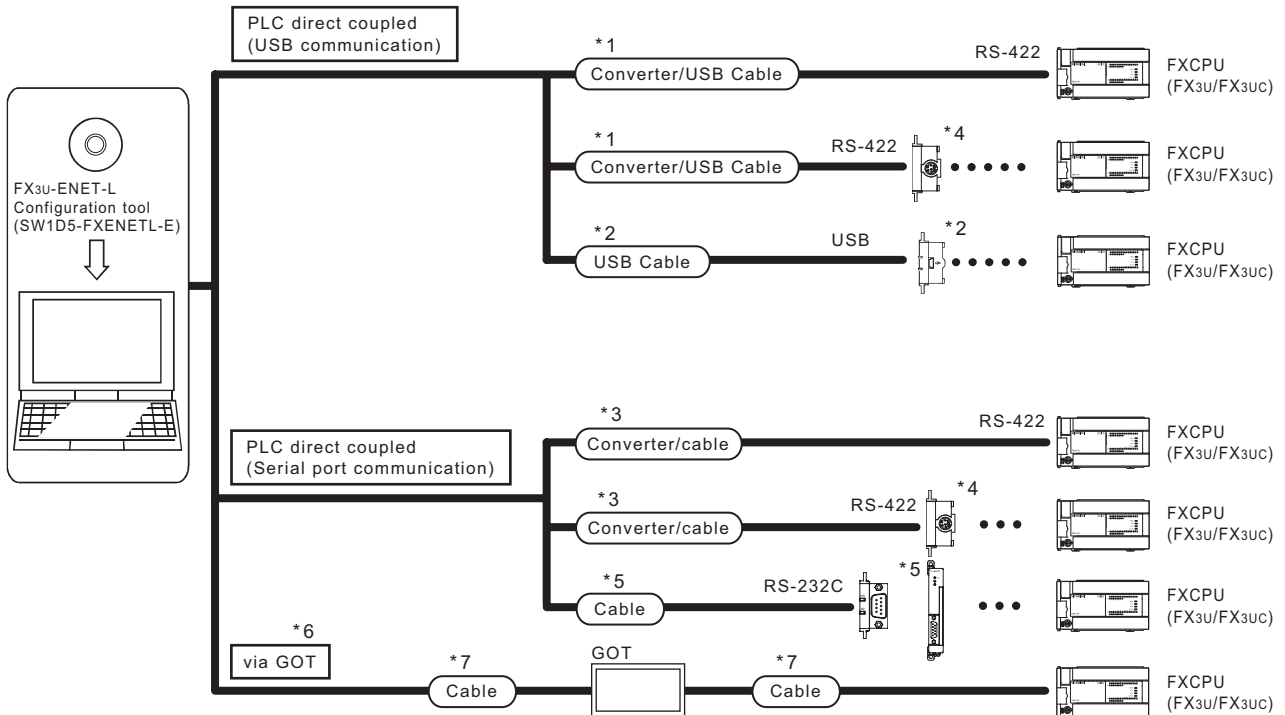 PLC direct coupled
(USB communication)
*1
Converter/USB Cable
RS-422
FXCPU
(FX3U/FX3UC)
*1
Converter/USB Cable
RS-422
*4
FXCPU
(FX3U/FX3UC)
*2
USB Cable
USB
*2
FXCPU
(FX3U/FX3UC)
FX3U-ENET-L
Configuration tool
(SW1D5-FXENETL-E)
PLC direct coupled
(Serial port communication)
*3
Converter/cable
RS-422
FXCPU
(FX3U/FX3UC)
*3
Converter/cable
RS-422
*4
FXCPU
(FX3U/FX3UC)
*5
Cable
RS-232C
*5
FXCPU
(FX3U/FX3UC)
*6
via GOT
*7
Cable
GOT
*7
Cable
FXCPU
(FX3U/FX3UC)